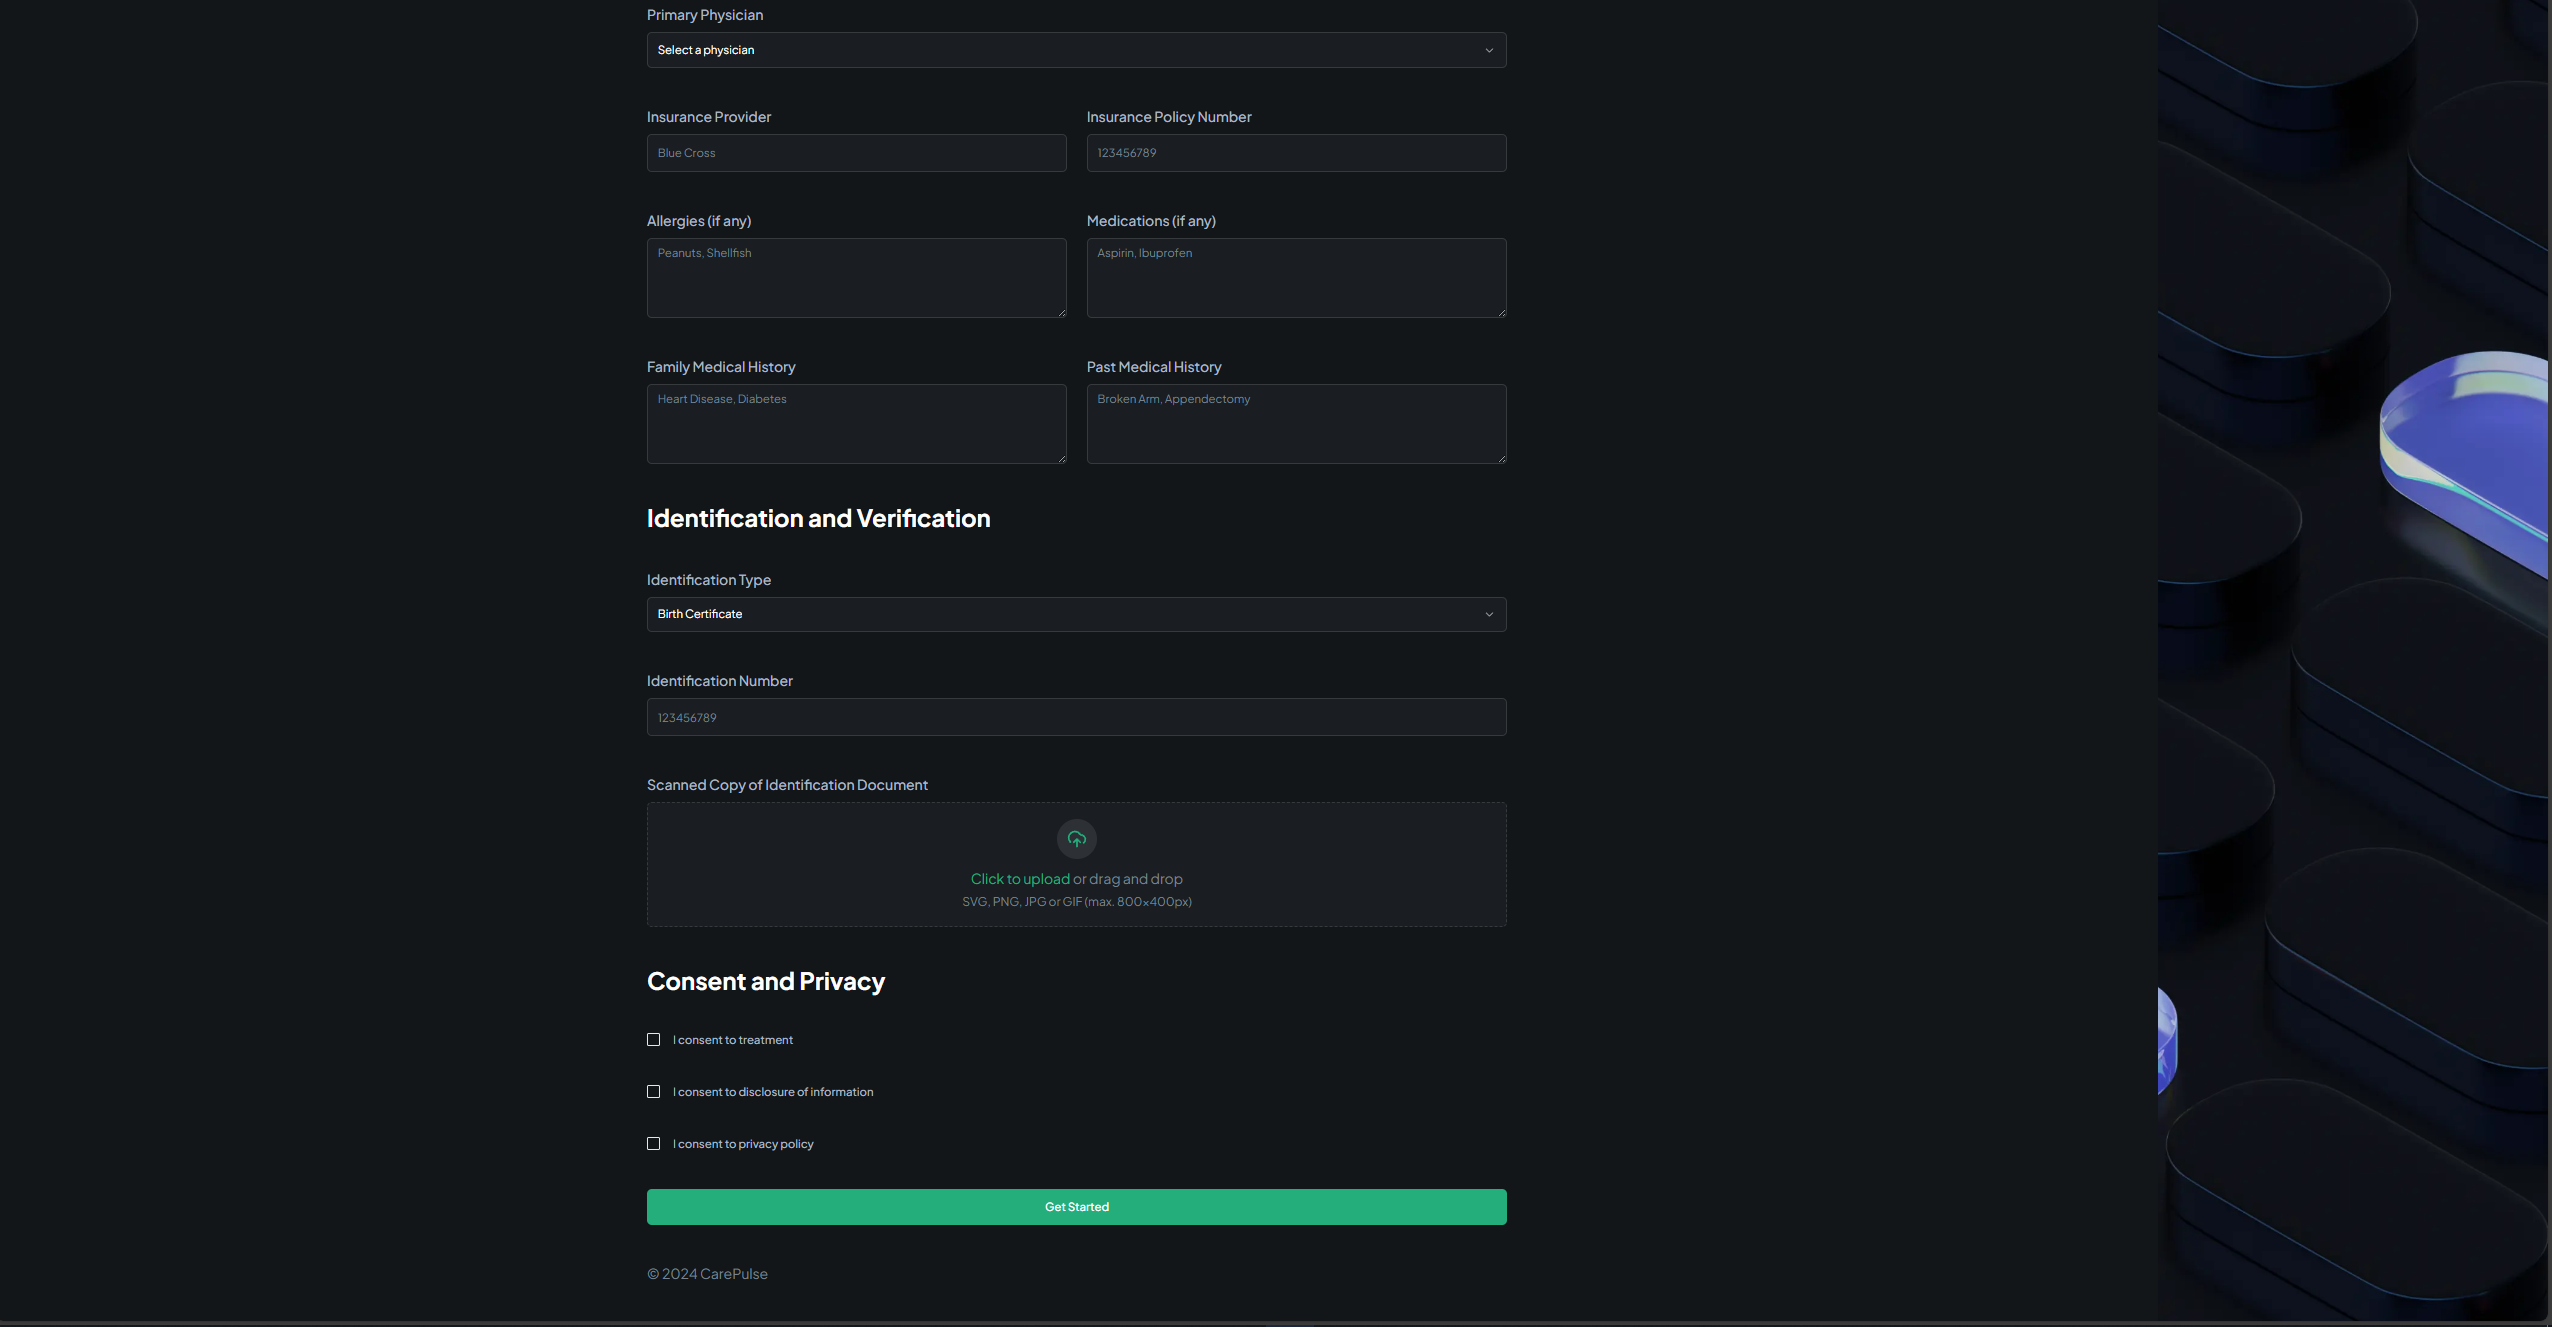 Primary Physician
Select a physician
Insurance Provider
Insurance Policy Number
Blue Cross
123456789
Allergies (if any)
Medications (if any)
Peanuts, Shellfish
Aspirin, Ibuprofen
Family Medical History
Past Medical History
Heart Disease, Diabetes
Broken Arm, Appendectomy
Identification and Verification
Identification Type
Birth Certificate
Identification Number
123456789
Scanned Copy of Identification Document
Click to upload or drag and drop
SVG, PNG, JPG or GIF (max. 800×400px)
Consent and Privacy
I consent to treatment
I consent to disclosure of information
I consent to privacy policy
Get Started
© 2024 CarePulse